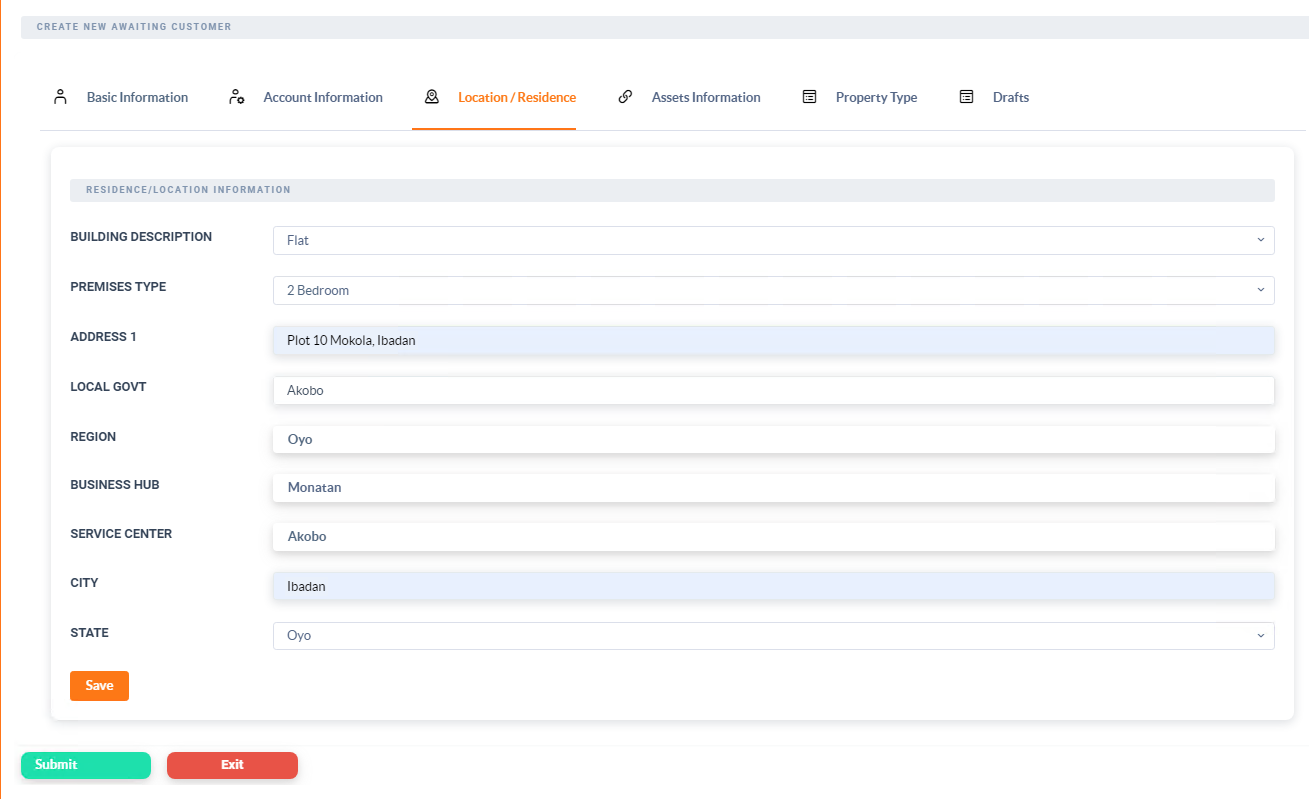 CREATE NEW AWAITING CUSTOMER
Basic Information Account Information Location / Residence Assets Information Property Type Drafts
RESIDENCE/LOCATION INFORMATION
BUILDING DESCRIPTION Flat
PREMISES TYPE 2 Bedroom
ADDRESS 1 Plot 10 Mokola, Ibadan
LOCAL GOVT Akobo
REGION Oyo
BUSINESS HUB Monatan
SERVICE CENTER Akobo
CITY Ibadan
STATE Oyo
Save
Submit Exit